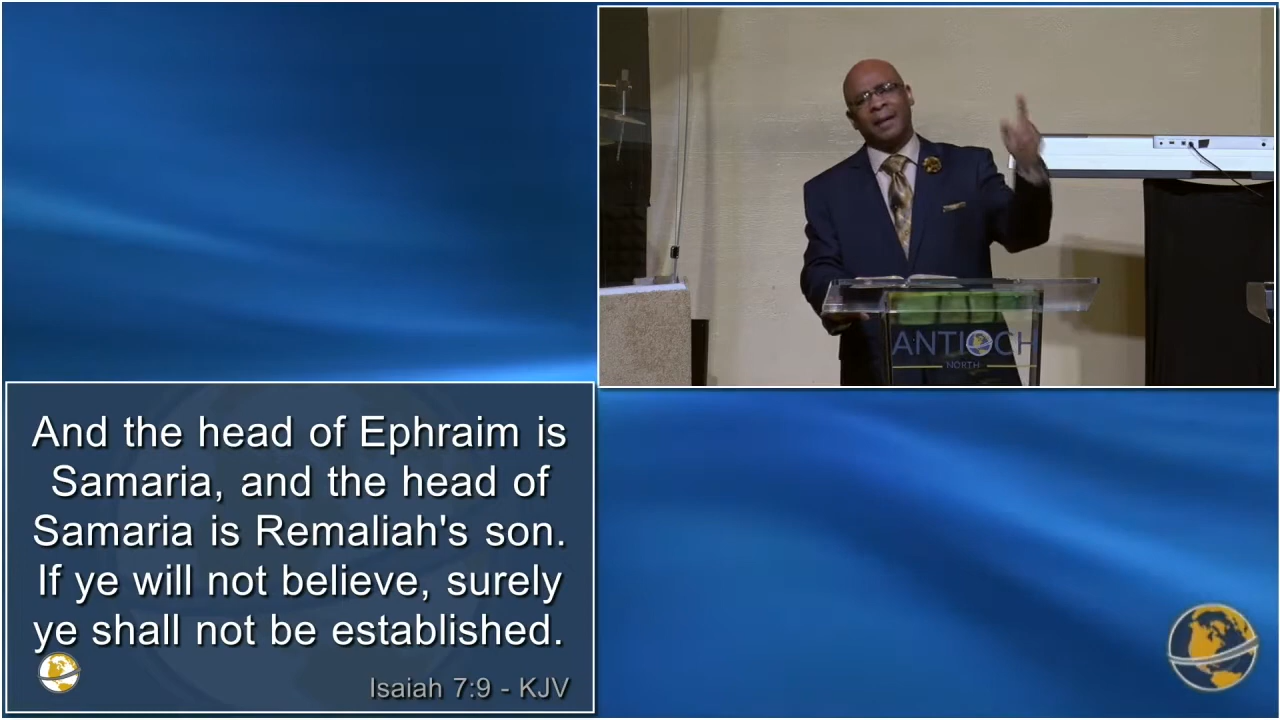 And the head of Ephraim is
Samaria, and the head of
Samaria is Remaliah's son.
If ye will not believe, surely
ye shall not be established.
Isaiah 7:9 - KJV
ANTIOCH
NORTH